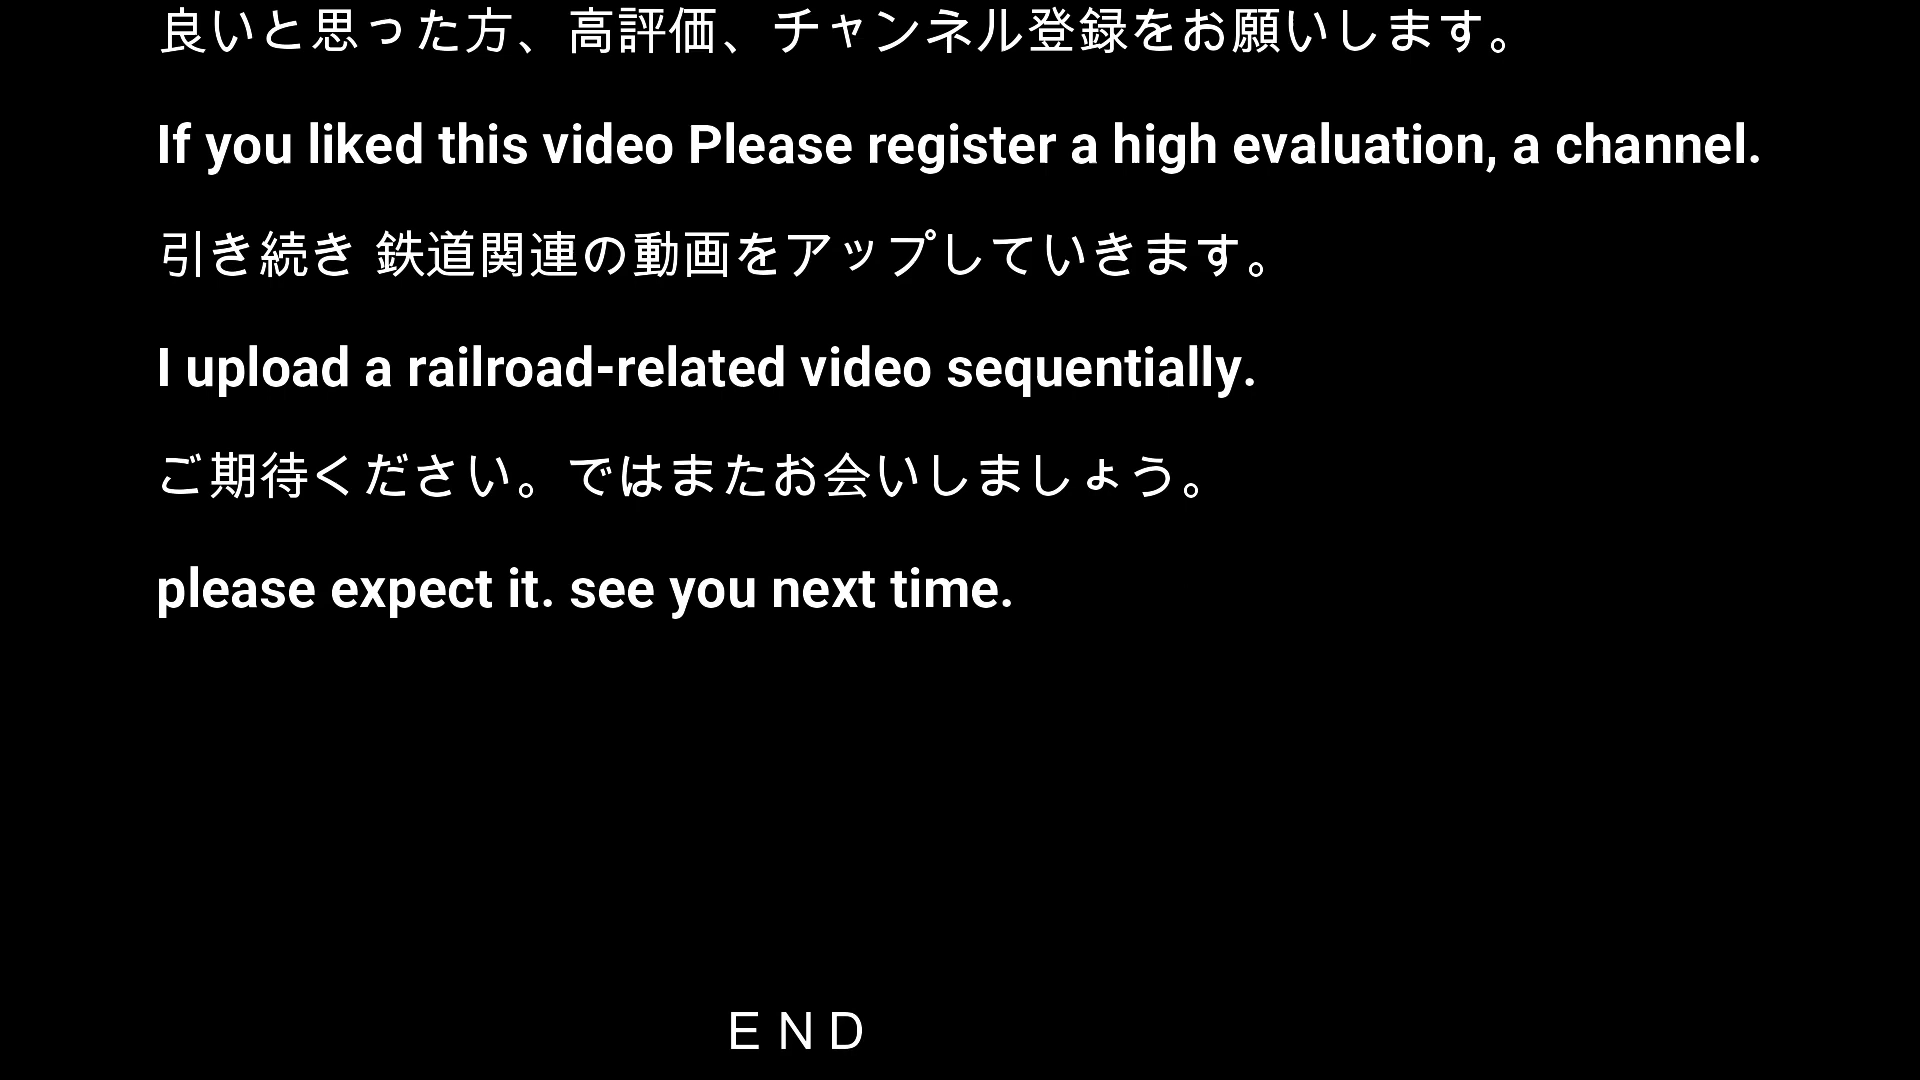 良いと思った方、高評価、チャンネル登録をお願いします。
If you liked this video Please register a high evaluation, a channel.
引き続き 鉄道関連の動画をアップしていきます。
I upload a railroad-related video sequentially.
ご期待ください。ではまたお会いしましょう。
please expect it. see you next time.
ＥＮＤ